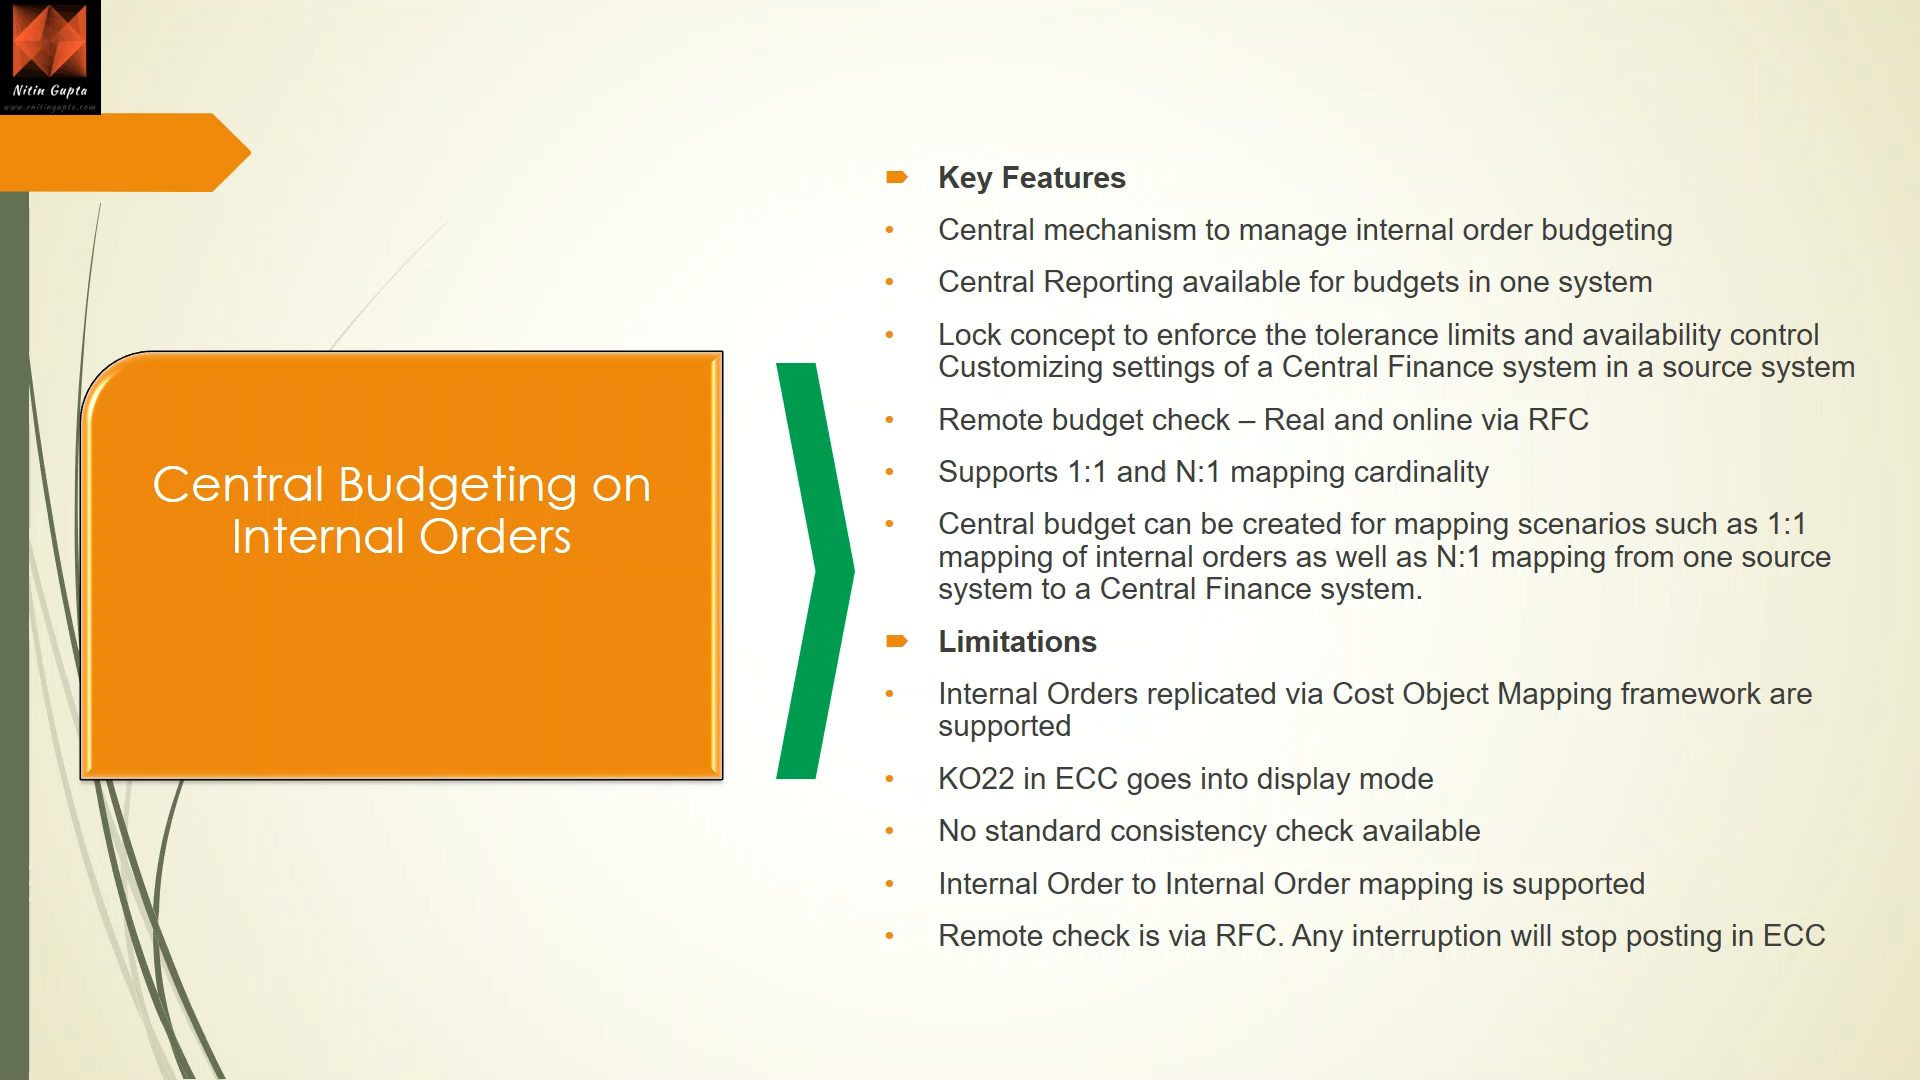 Nitin Gupta
Central Budgeting on
Internal Orders
Key Features
• Central mechanism to manage internal order budgeting
• Central Reporting available for budgets in one system
• Lock concept to enforce the tolerance limits and availability control
Customizing settings of a Central Finance system in a source system
• Remote budget check – Real and online via RFC
• Supports 1:1 and N:1 mapping cardinality
• Central budget can be created for mapping scenarios such as 1:1
mapping of internal orders as well as N:1 mapping from one source
system to a Central Finance system.
Limitations
• Internal Orders replicated via Cost Object Mapping framework are
supported
• KO22 in ECC goes into display mode
• No standard consistency check available
• Internal Order to Internal Order mapping is supported
• Remote check is via RFC. Any interruption will stop posting in ECC